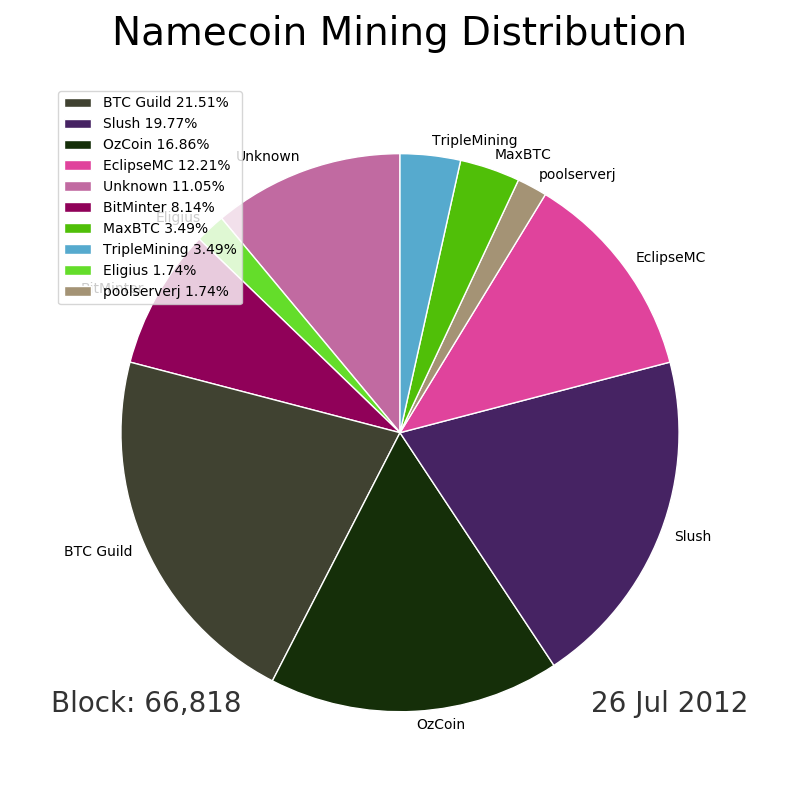 Namecoin Mining Distribution
BTC Guild 21.51%
Slush 19.77%
OzCoin 16.86%
EclipseMC 12.21%
Unknown 11.05%
BitMinter 8.14%
MaxBTC 3.49%
TripleMining 3.49%
Eligius 1.74%
poolserverj 1.74%
TripleMining
MaxBTC
poolserverj
EclipseMC
Slush
OzCoin
BTC Guild
BitMinter
Eligius
Unknown
Block: 66,818
26 Jul 2012